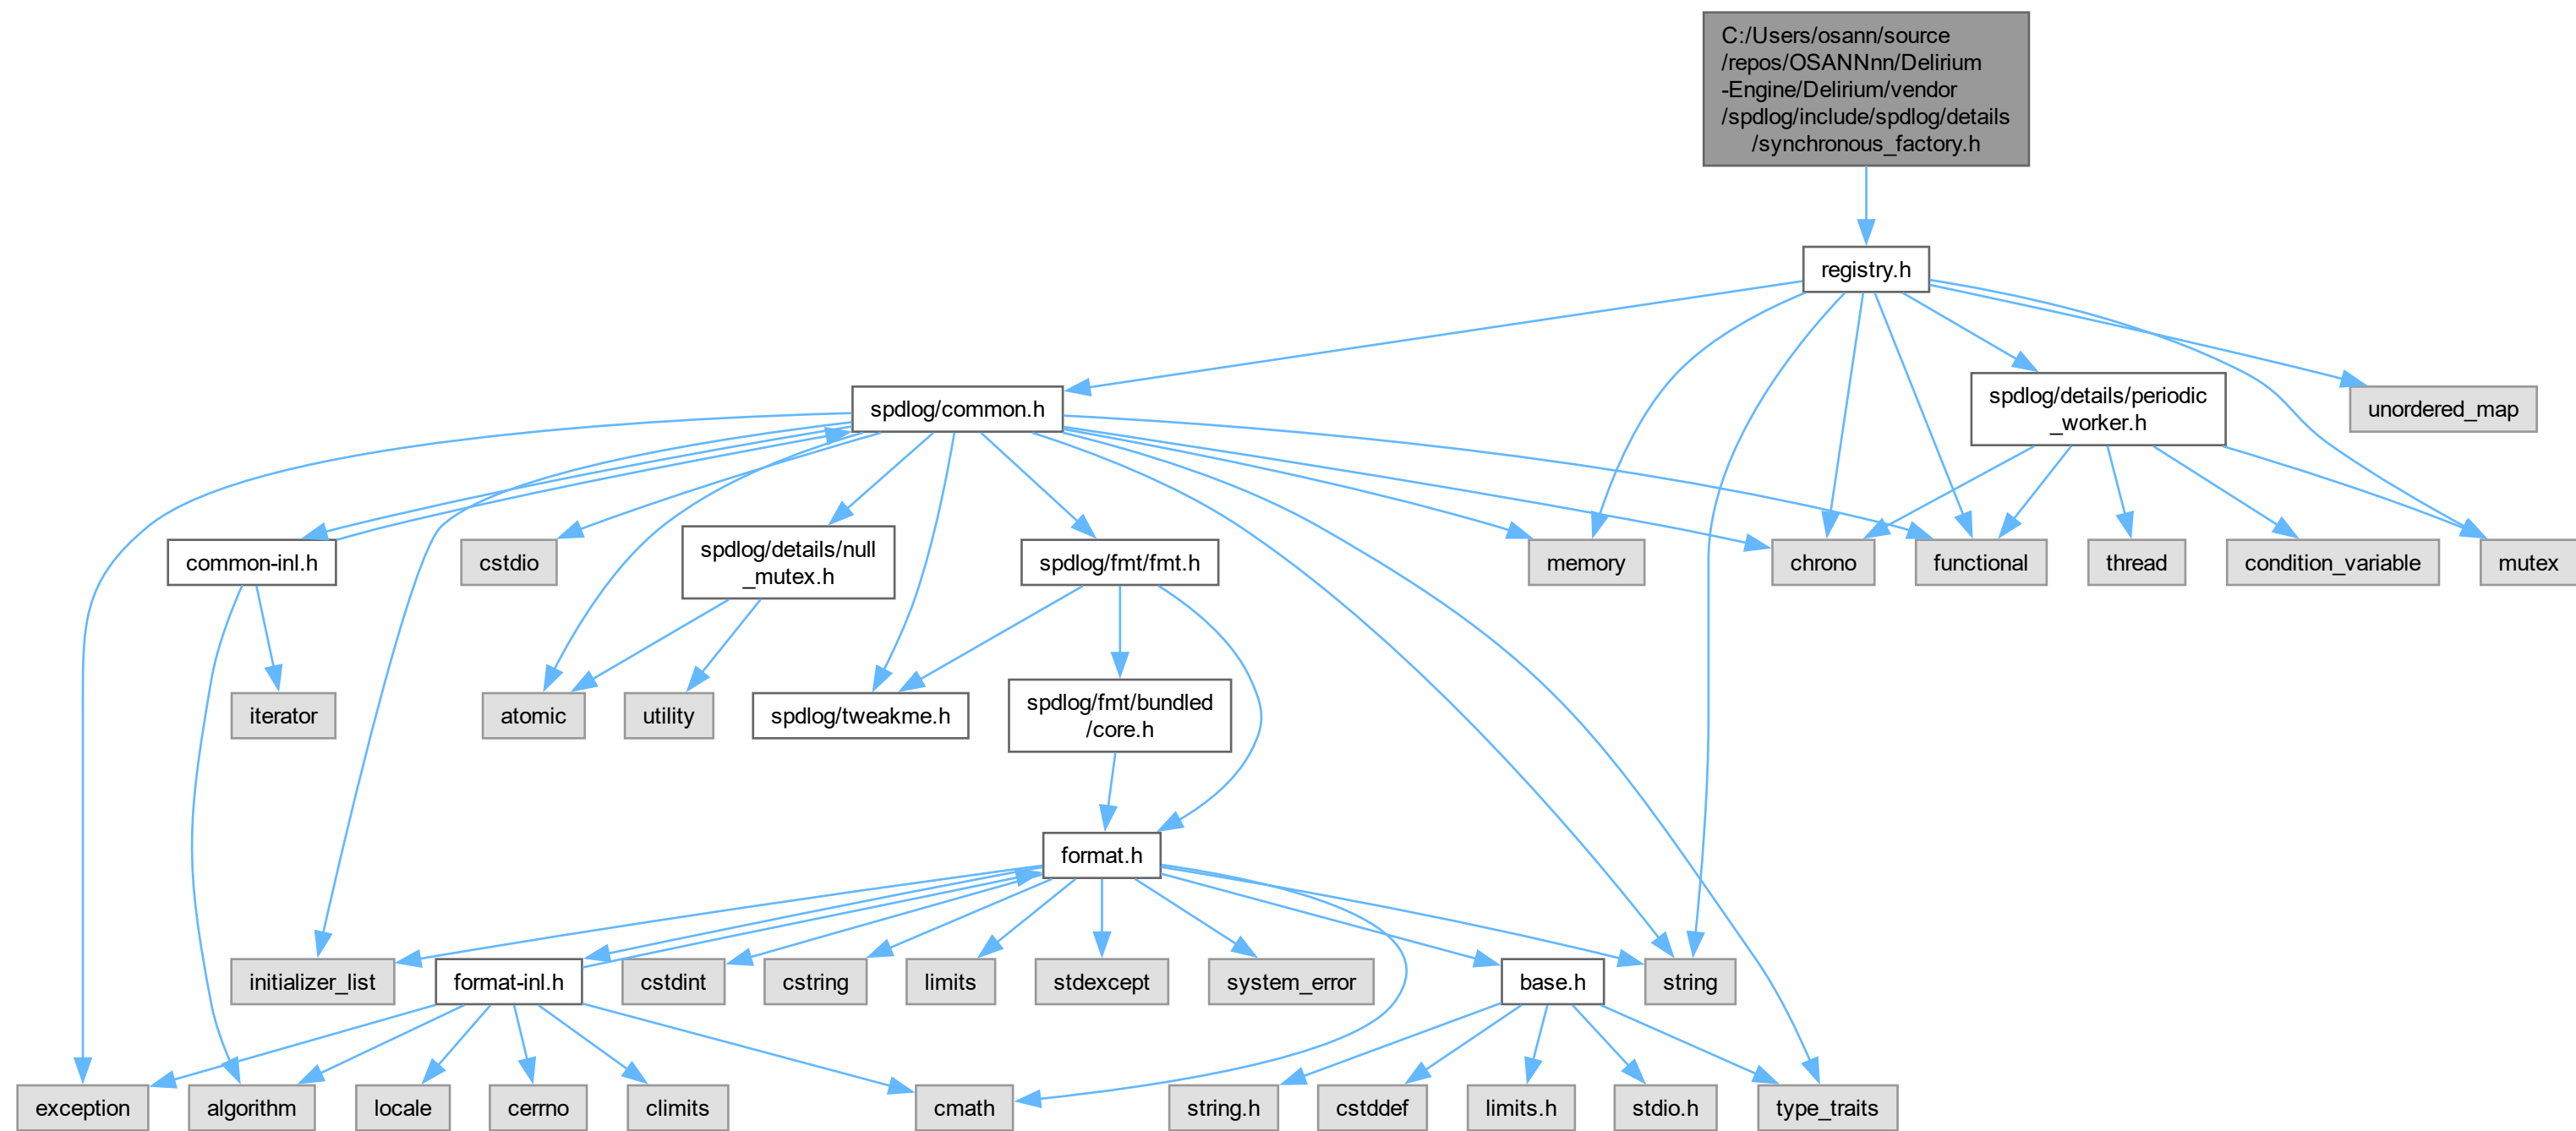 C:/Users/osann/source
/repos/OSANNnn/Delirium
-Engine/Delirium/vendor
/spdlog/include/spdlog/details
/synchronous_factory.h
registry.h
spdlog/common.h
spdlog/details/periodic
_worker.h
unordered_map
common-inl.h
cstdio
spdlog/details/null
_mutex.h
spdlog/fmt/fmt.h
memory
chrono
functional
thread
condition_variable
mutex
iterator
atomic
utility
spdlog/tweakme.h
spdlog/fmt/bundled
/core.h
format.h
initializer_list
format-inl.h
cstdint
cstring
limits
stdexcept
system_error
base.h
string
exception
algorithm
locale
cerrno
climits
cmath
string.h
cstddef
limits.h
stdio.h
type_traits